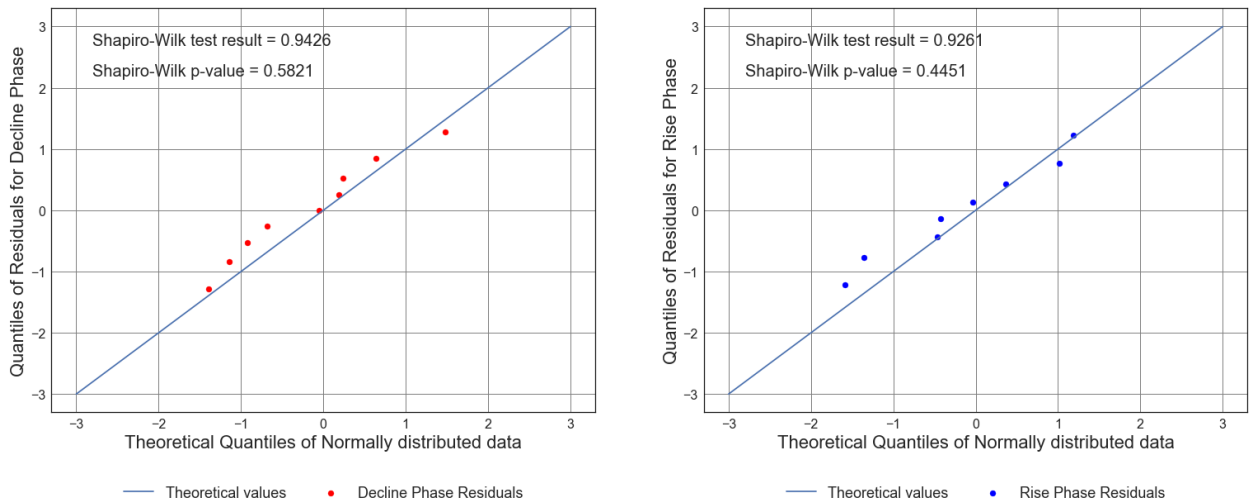 Shapiro-Wilk test result = 0.9426
Shapiro-Wilk p-value = 0.5821
Quantiles of Residuals for Decline Phase
3
2
1
0
−1
−2
−3
−3 −2 −1 0 1 2 3
Theoretical Quantiles of Normally distributed data
Theoretical values Decline Phase Residuals
Shapiro-Wilk test result = 0.9261
Shapiro-Wilk p-value = 0.4451
Quantiles of Residuals for Rise Phase
3
2
1
0
−1
−2
−3
−3 −2 −1 0 1 2 3
Theoretical Quantiles of Normally distributed data
Theoretical values Rise Phase Residuals